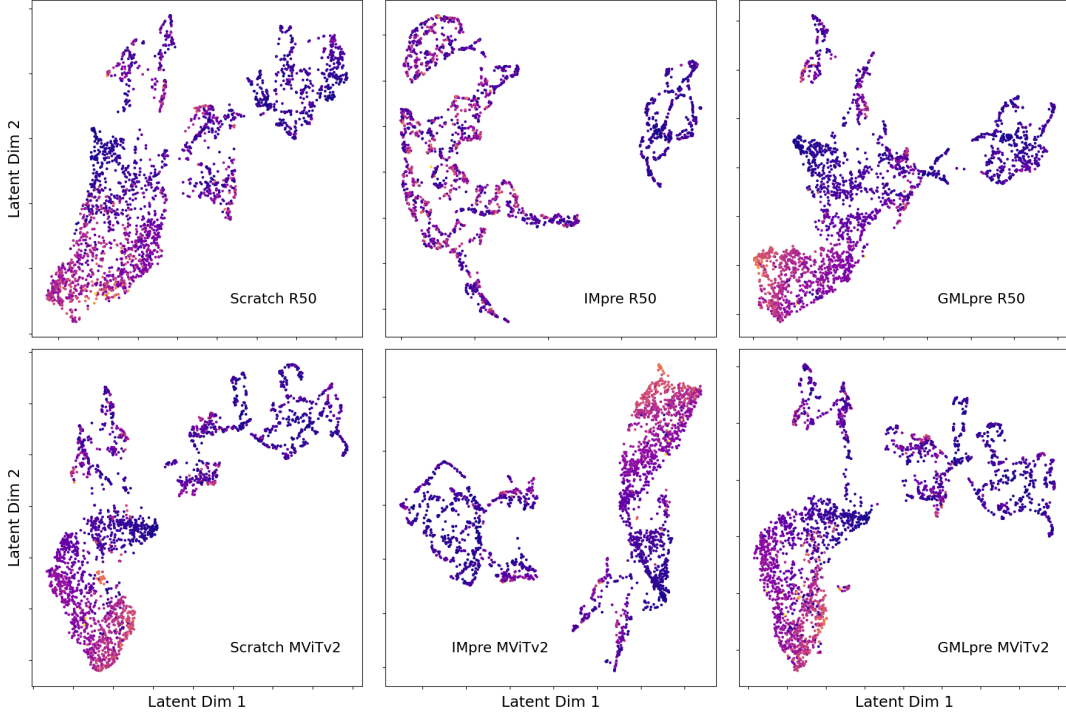 Latent Dim 2
Scratch R50
IMpre R50
GMLpre R50
Latent Dim 2
Scratch MViTv2
IMpre MViTv2
GMLpre MViTv2
Latent Dim 1
Latent Dim 1
Latent Dim 1